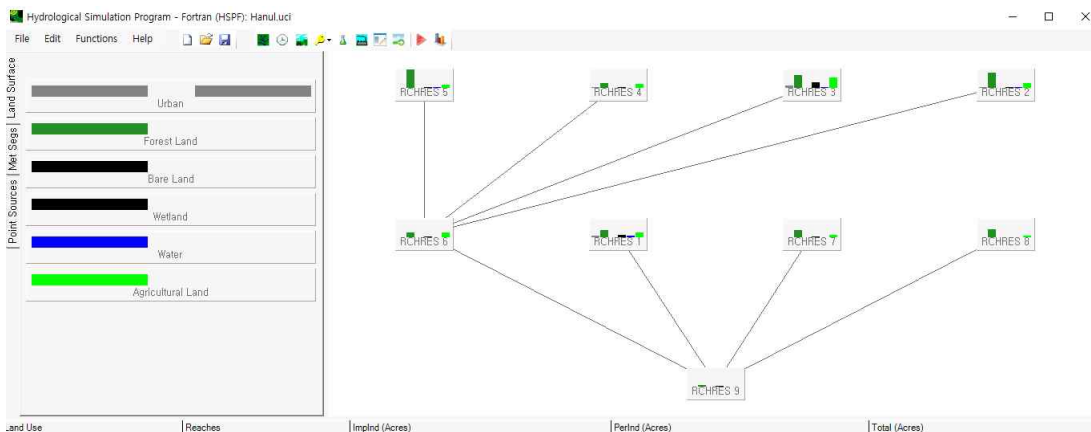 Hydrological Simulation Program - Fortran (HSPF): Hanul.uci
File Edit Functions Help
Land Surface
Met Segs
Point Sources
Urban
Forest Land
Bare Land
Wetland
Water
Agricultural Land
RCHRES 5 RCHRES 4 RCHRES 3 RCHRES 2
RCHRES 6 RCHRES 1 RCHRES 7 RCHRES 8
RCHRES 9
Land Use Reaches ImpInd (Acres) PerInd (Acres) Total (Acres)